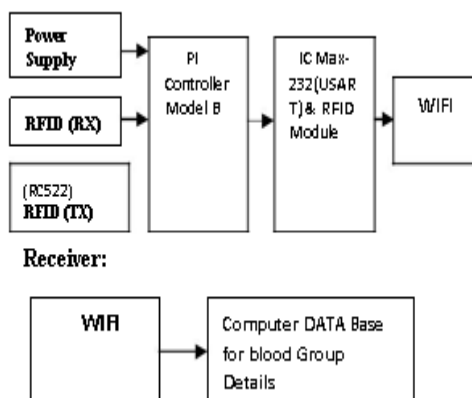 Power
Supply
RFID (RX)
(RC522)
RFID (TX)
PI
Controller
Model B
IC Max-
232(USAR
T)& RFID
Module
WIFI
Receiver:
WIFI
Computer DATA Base
for blood Group
Details